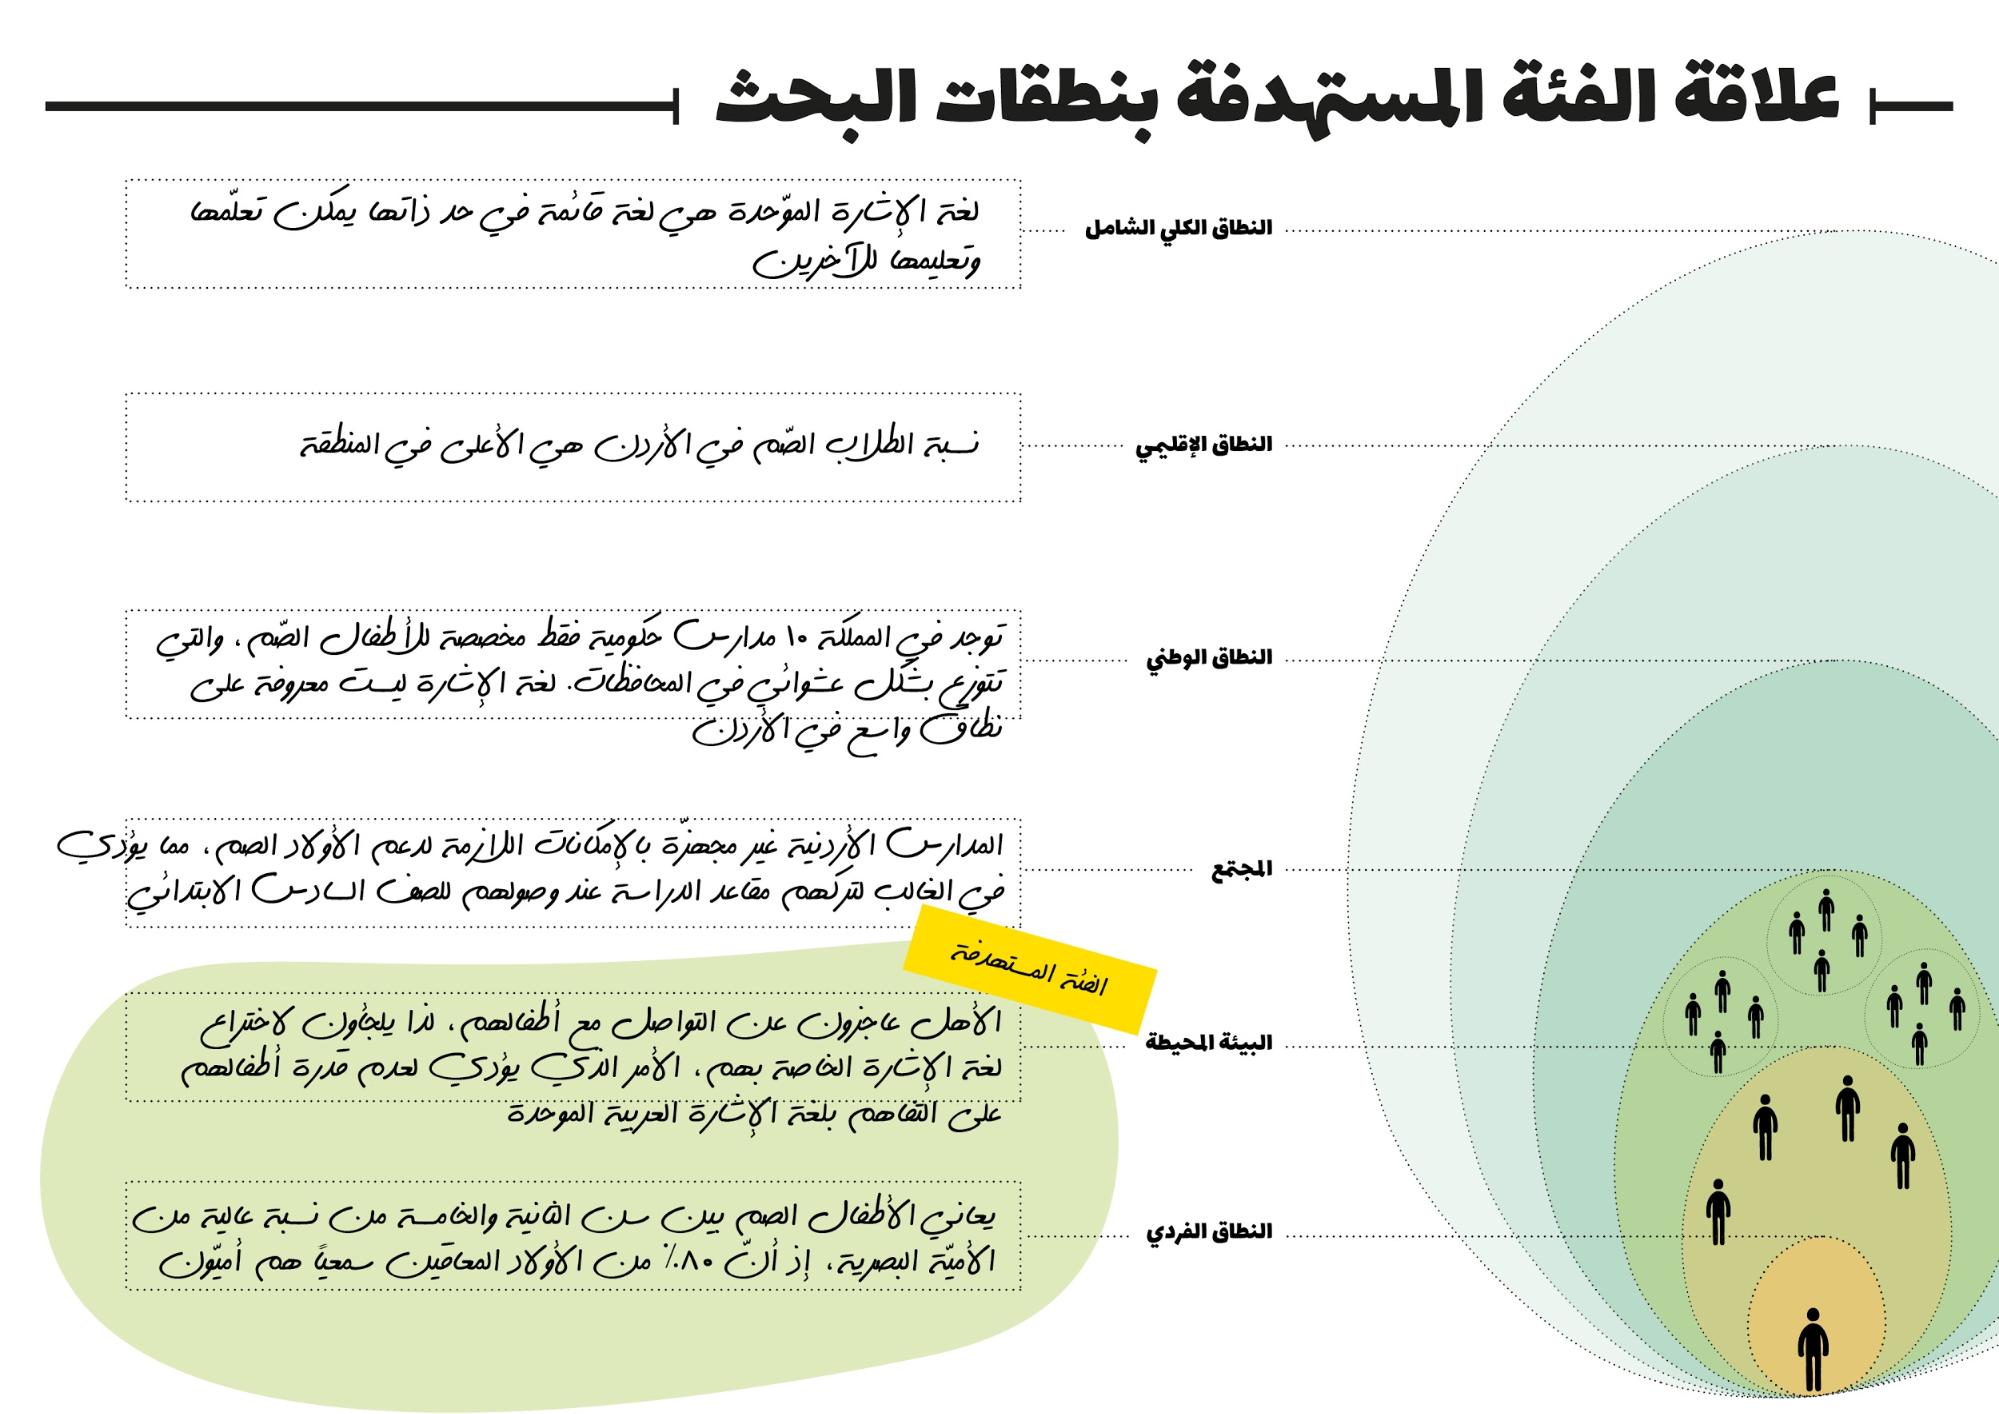 علاقة الفئة المستهدفة بنطقات البحث
النطاق الكلي الشامل
لغة الإشارة الموّحدة هي لغة قائمة في حد ذاتها يمكن تعلّمها
وتعليمها للآخرين
النطاق الإقليمي
نسبة الطلاب الصّم في الأردن هي الأعلى في المنطقة
النطاق الوطني
توجد في المملكة ١٠ مدارس حكومية فقط مخصصة للأطفال الصّم، والتي
تتوزع بشكل عشوائي في المحافظات. لغة الإشارة ليست معروفة على
نطاق واسع في الأردن
المجتمع
المدارس الأردنية غير مجهزّة بالإمكانات اللازمة لدعم الأولاد الصم، مما يؤدي
في الغالب لتركهم مقاعد الدراسة عند وصولهم للصف السادس الابتدائي
الفئة المستهدفة
البيئة المحيطة
الأهل عاجزون عن التواصل مع أطفالهم، لذا يلجأون لاختراع
لغة الإشارة الخاصة بهم، الأمر الذي يؤدي لعدم قدرة أطفالهم
على التفاهم بلغة الإشارة العربية الموحدة
النطاق الفردي
يعاني الأطفال الصم بين سن الثانية والخامسة من نسبة عالية من
الأميّة البصرية، إذ أنّ ٨٠٪ من الأولاد المعاقين سمعياً هم أميّون